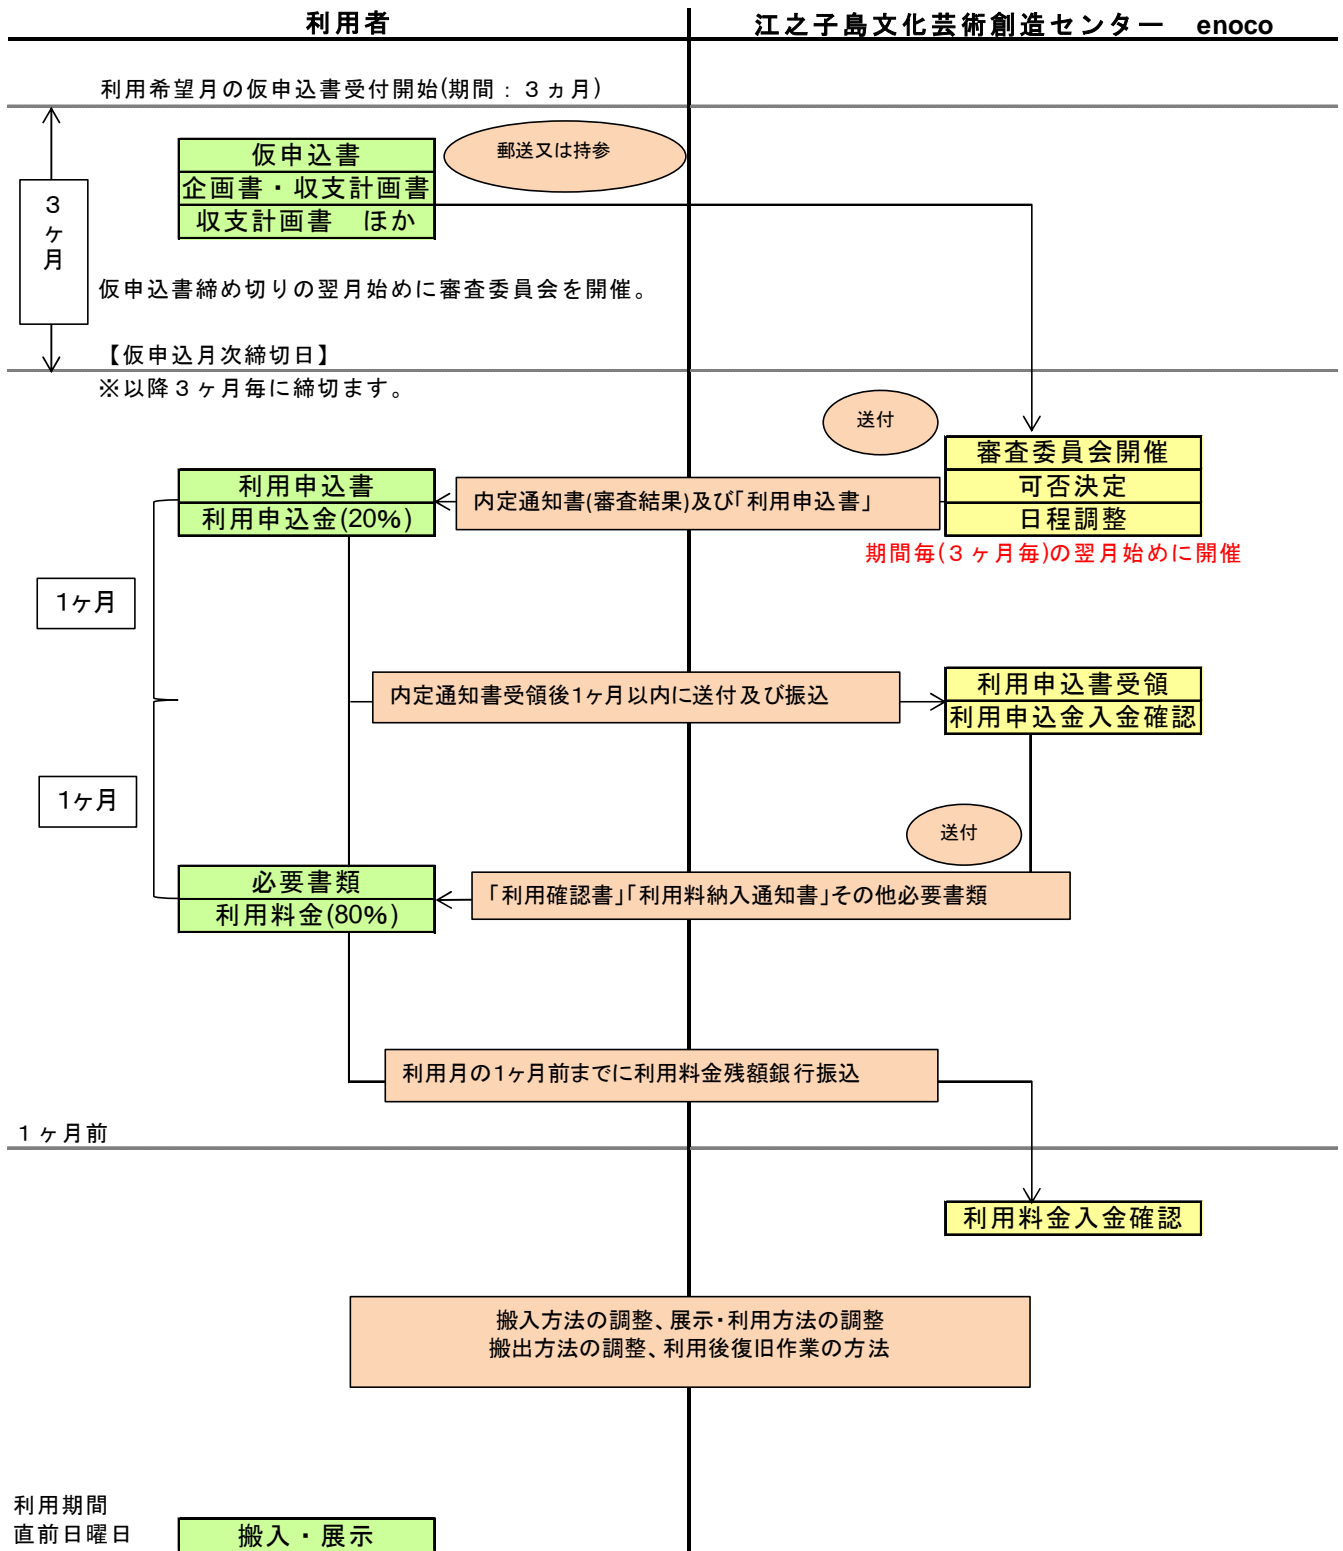 利用者
江之子島文化芸術創造センター　enoco
利用希望月の仮申込書受付開始(期間：３ヵ月)
仮申込書
企画書・収支計画書
収支計画書　ほか
郵送又は持参
３ヶ月
仮申込書締め切りの翌月始めに審査委員会を開催。
【仮申込月次締切日】
※以降３ヶ月毎に締切ます。
送付
審査委員会開催
可否決定
日程調整
利用申込書
利用申込金(20%)
内定通知書(審査結果)及び「利用申込書」
期間毎(３ヶ月毎)の翌月始めに開催
1ヶ月
内定通知書受領後1ヶ月以内に送付及び振込
利用申込書受領
利用申込金入金確認
1ヶ月
送付
必要書類
利用料金(80%)
「利用確認書」「利用料納入通知書」その他必要書類
利用月の1ヶ月前までに利用料金残額銀行振込
１ヶ月前
利用料金入金確認
搬入方法の調整、展示・利用方法の調整
搬出方法の調整、利用後復旧作業の方法
利用期間
直前日曜日
搬入・展示